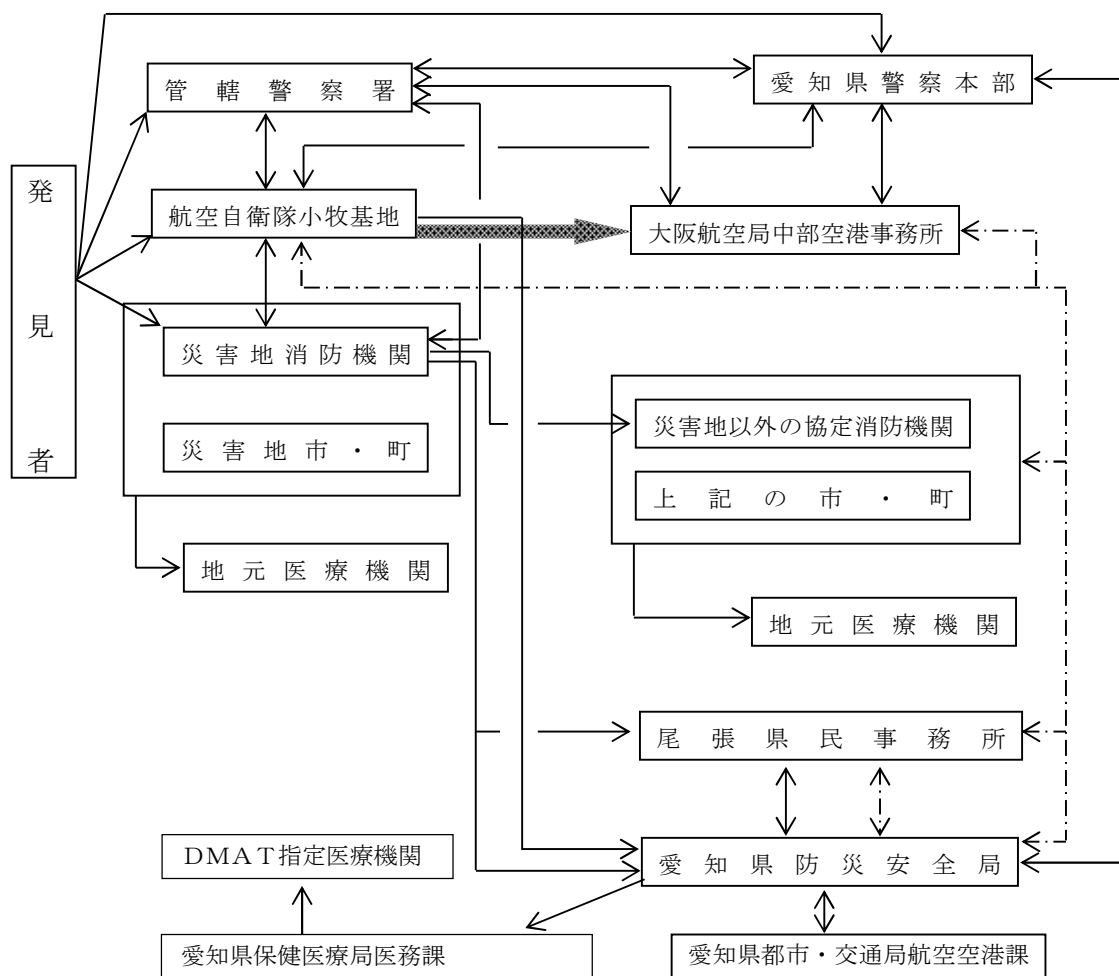 管轄警察署
愛知県警察本部
発見者
航空自衛隊小牧基地
大阪航空局中部空港事務所
災害地消防機関
災害地市・町
災害地以外の協定消防機関
上記の市・町
地元医療機関
地元医療機関
尾張県民事務所
DMAT指定医療機関
愛知県防災安全局
愛知県保健医療局医務課
愛知県都市・交通局航空空港課